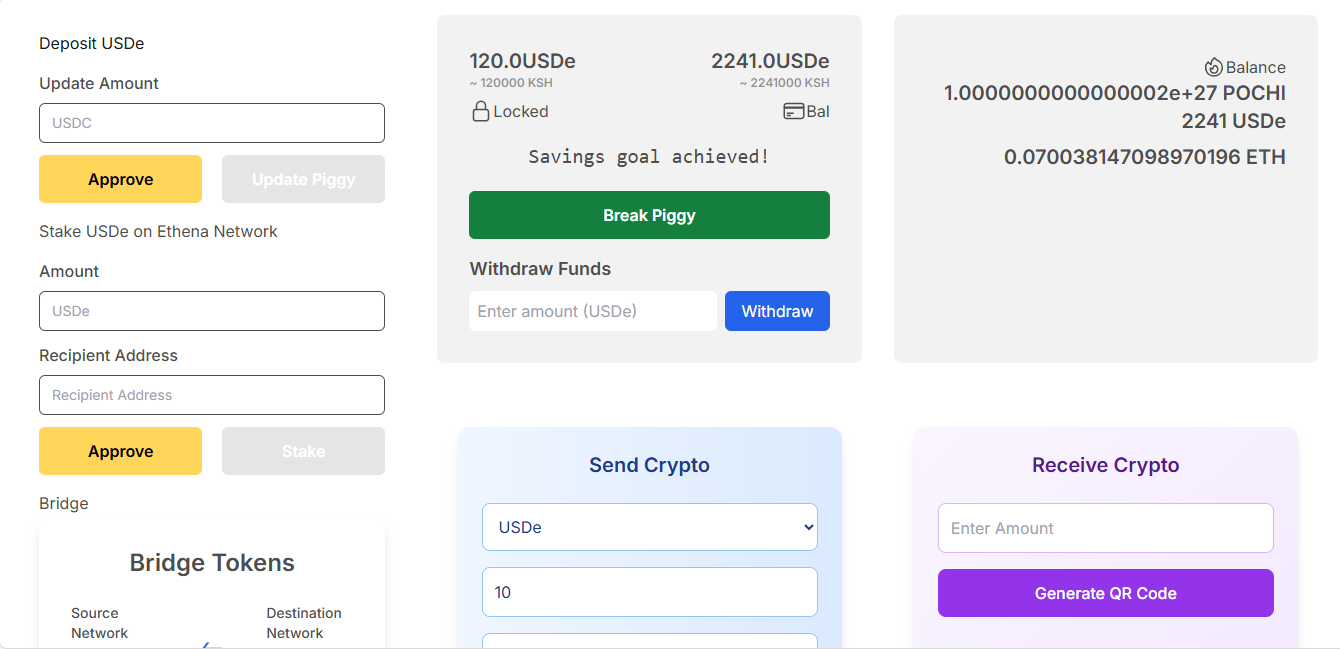 Deposit USDe
Update Amount
USDC
Approve
Update Piggy
Stake USDe on Ethena Network
Amount
USDe
Recipient Address
Recipient Address
Approve
Stake
Bridge
Bridge Tokens
Source
Network
Destination
Network
120.0USDe
~ 120000 KSH
Locked
2241.0USDe
~ 2241000 KSH
Bal
Savings goal achieved!
Break Piggy
Withdraw Funds
Enter amount (USDe)
Withdraw
Balance
1.0000000000000002e+27 POCHI
2241 USDe
0.070038147098970196 ETH
Send Crypto
USDe
10
Receive Crypto
Enter Amount
Generate QR Code